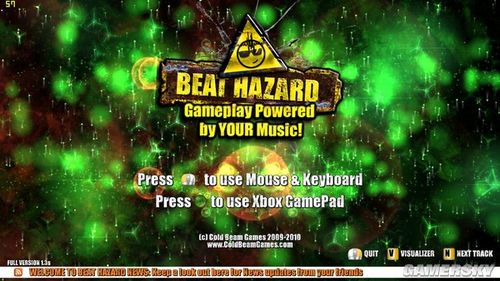 BEAT HAZARD
Gameplay Powered
by YOUR Music!
Press to use Mouse & Keyboard
Press to use Xbox GamePad
(c) Cold Beam Games 2009-2010
www.ColdBeamGames.com
QUIT V VISUALIZER N NEXT TRACK
FULL VERSION 1.3s
WELCOME TO BEAT HAZARD NEWS: Keep a look out here for News updates from your friends
GAMERSKY